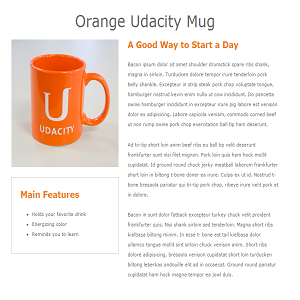 Orange Udacity Mug
U
UDACITY
A Good Way to Start a Day
Bacon ipsum dolor sit amet shoulder drumstick spare ribs shank,
magna in sirloin. Turducken dolore tempor irure tenderloin pork
belly shankle. Excepteur in strip steak pork chop voluptate tongue,
hamburger nostrud kevin enim nulla ut cow incididunt. Do pancetta
swine hamburger incididunt in excepteur irure pig labore est venison
dolor ex adipisicing. Labore capicola veniam, commodo corned beef
ut non rump swine pork chop exercitation ball tip ham deserunt.
Ad tri-tip short loin anim beef ribs eu ball tip velit deserunt
frankfurter sunt nisi filet mignon. Pork loin quis ham hock mollit
cupidatat. Id ground round chuck jerky meatball laborum frankfurter
short loin in biltong t-bone doner ea irure. Culpa ex ut id. Nostrud t-
bone bresaola pariatur qui tri-tip pork chop, ribeye irure velit pork et
in dolore.
Bacon in sunt dolor fatback excepteur turkey chuck velit proident
frankfurter quis. Nisi shank sirloin sed tenderloin. Magna short ribs
kielbasa biltong minim. In esse t-bone est tail kielbasa dolor
ullamco tongue mollit sint sirloin chuck venison anim. Short ribs
dolore adipisicing, bresaola venison cupidatat short loin turducken
biltong leberkas andouille elit ad in occaecat. Ground round pariatur
cupidatat ham hock magna tempor ea jowl duis.
Main Features
Holds your favorite drink
Energizing color
Reminds you to learn